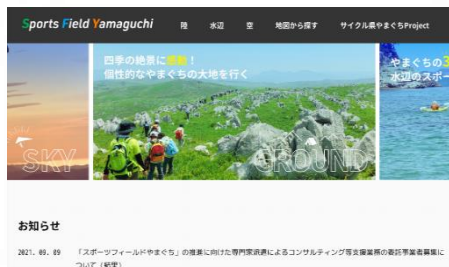 Sports Field Yamaguchi
陸 水辺 空 地図から探す サイクル県やまぐちProject
四季の絶景に感動！
個性的なやまぐちの大地を行く
やまぐちの3
水辺のスポー
SKY
GROUND
お知らせ
2021. 09. 09 「スポーツフィールドやまぐち」の推進に向けた専門家派遣によるコンサルティング等支援業務の委託事業者募集に
ついて（結果）